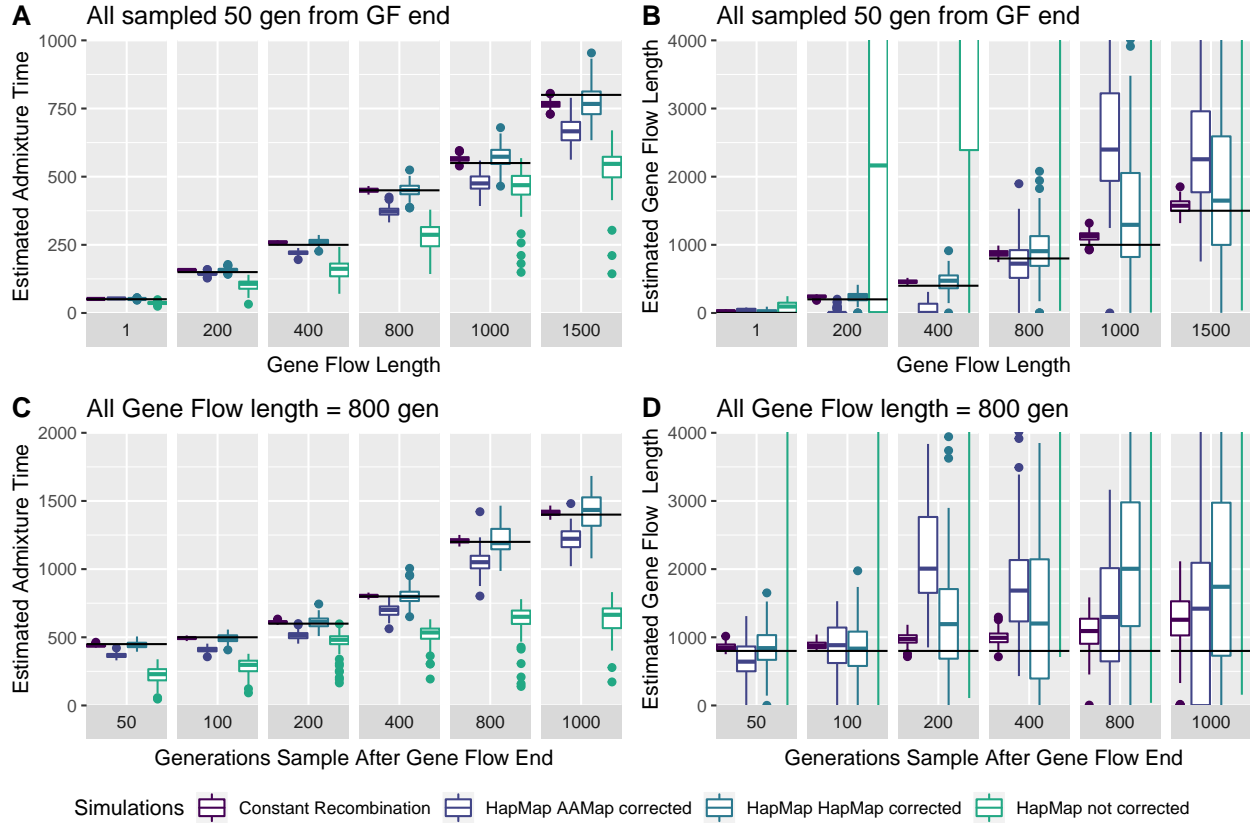 A All sampled 50 gen from GF end
Estimated Admixture Time
1000
750
500
250
0
1 200 400 800 1000 1500
Gene Flow Length
B All sampled 50 gen from GF end
Estimated Gene Flow Length
4000
3000
2000
1000
0
1 200 400 800 1000 1500
Gene Flow Length
C All Gene Flow length = 800 gen
Estimated Admixture Time
2000
1500
1000
500
0
50 100 200 400 800 1000
Generations Sample After Gene Flow End
D All Gene Flow length = 800 gen
Estimated Gene Flow Length
4000
3000
2000
1000
0
50 100 200 400 800 1000
Generations Sample After Gene Flow End
Simulations Constant Recombination HapMap AAMap corrected HapMap HapMap corrected HapMap not corrected